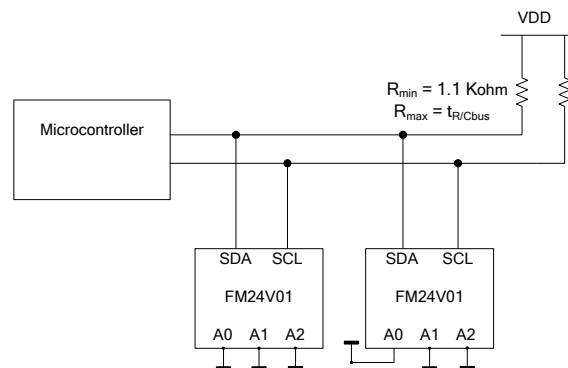 VDD
Rmin = 1.1 Kohm
Rmax = tR/Cbus
Microcontroller
SDA SCL
FM24V01
A0 A1 A2
SDA SCL
FM24V01
A0 A1 A2